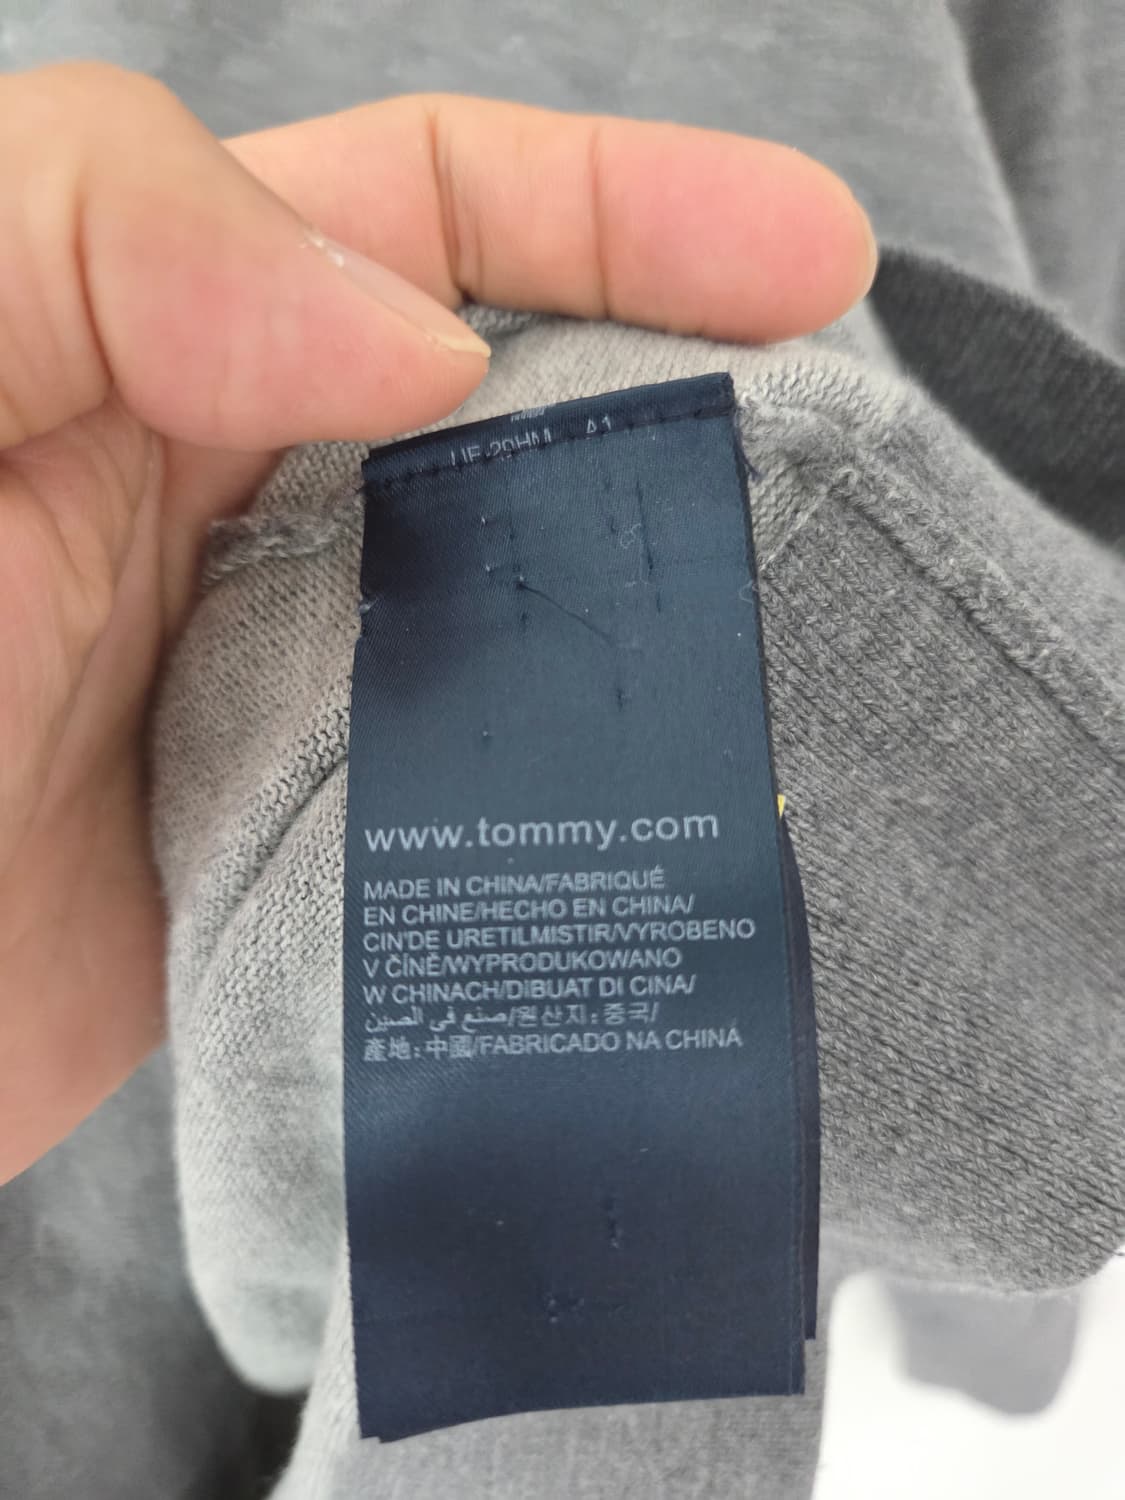 A1
www.tommy.com
MADE IN CHINA/FABRIQUÉ
EN CHINE/HECHO EN CHINA/
CIN'DE URETILMISTIR/VYROBENO
V ČÍNĚ/WYPRODUKOWANO
W CHINACH/DIBUAT DI CINA/
صنع في الصين/원산지:중국/
產地:中國/FABRICADO NA CHINA